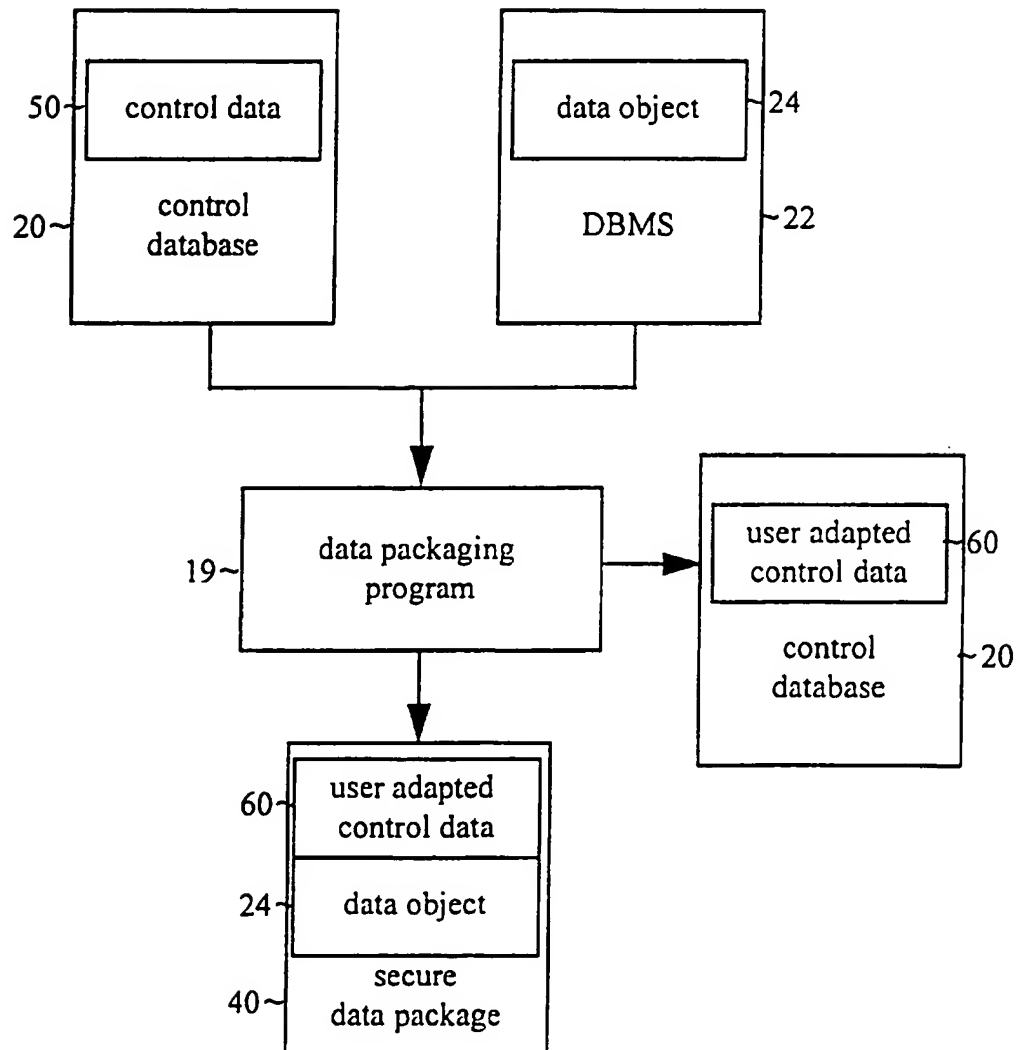 50
control data
20
control
database
data object
24
DBMS
22
19
data packaging
program
user adapted
control data
60
control
database
20
60
user adapted
control data
24
data object
secure
data package
40